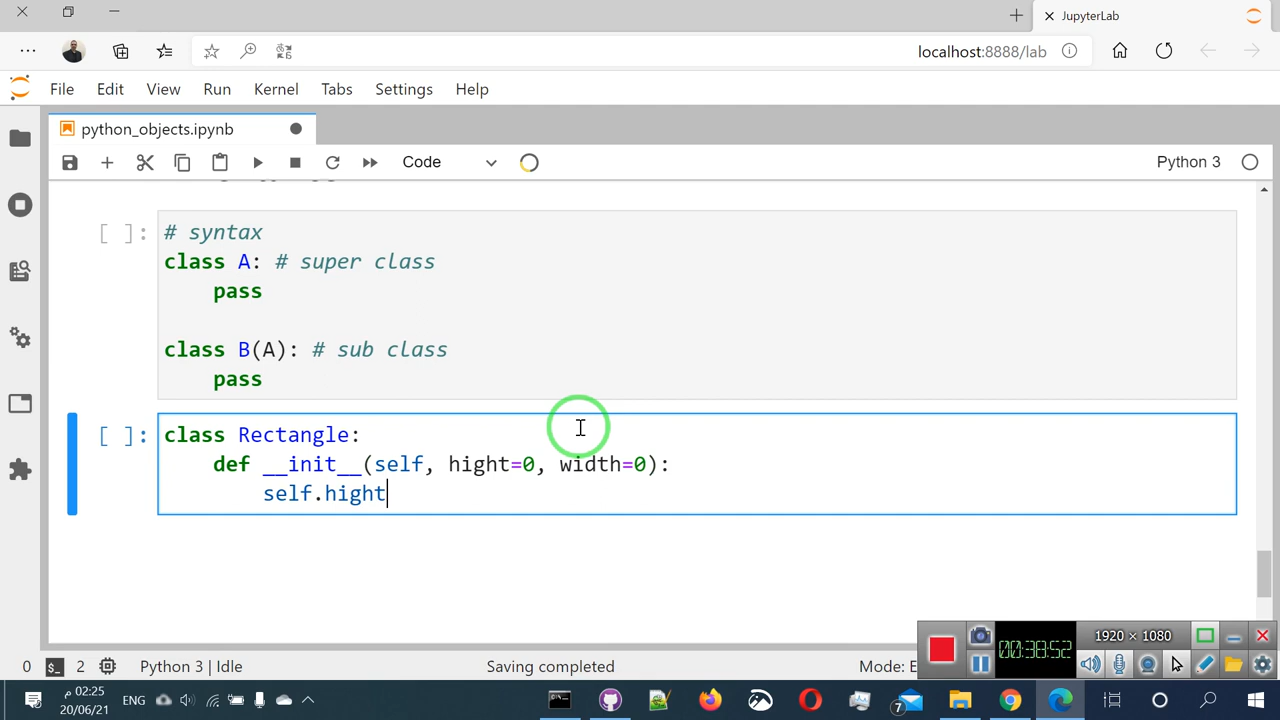 JupyterLab
localhost:8888/lab
File Edit View Run Kernel Tabs Settings Help
python_objects.ipynb
Code
Python 3
[ ]:
# syntax
class A: # super class
pass
class B(A): # sub class
pass
[ ]:
class Rectangle:
def __init__(self, hight=0, width=0):
self.hight
1920 × 1080
00:38:52
0
2
Python 3 | Idle
Saving completed
Mode: E
02:25 م
20/06/21
ENG
7